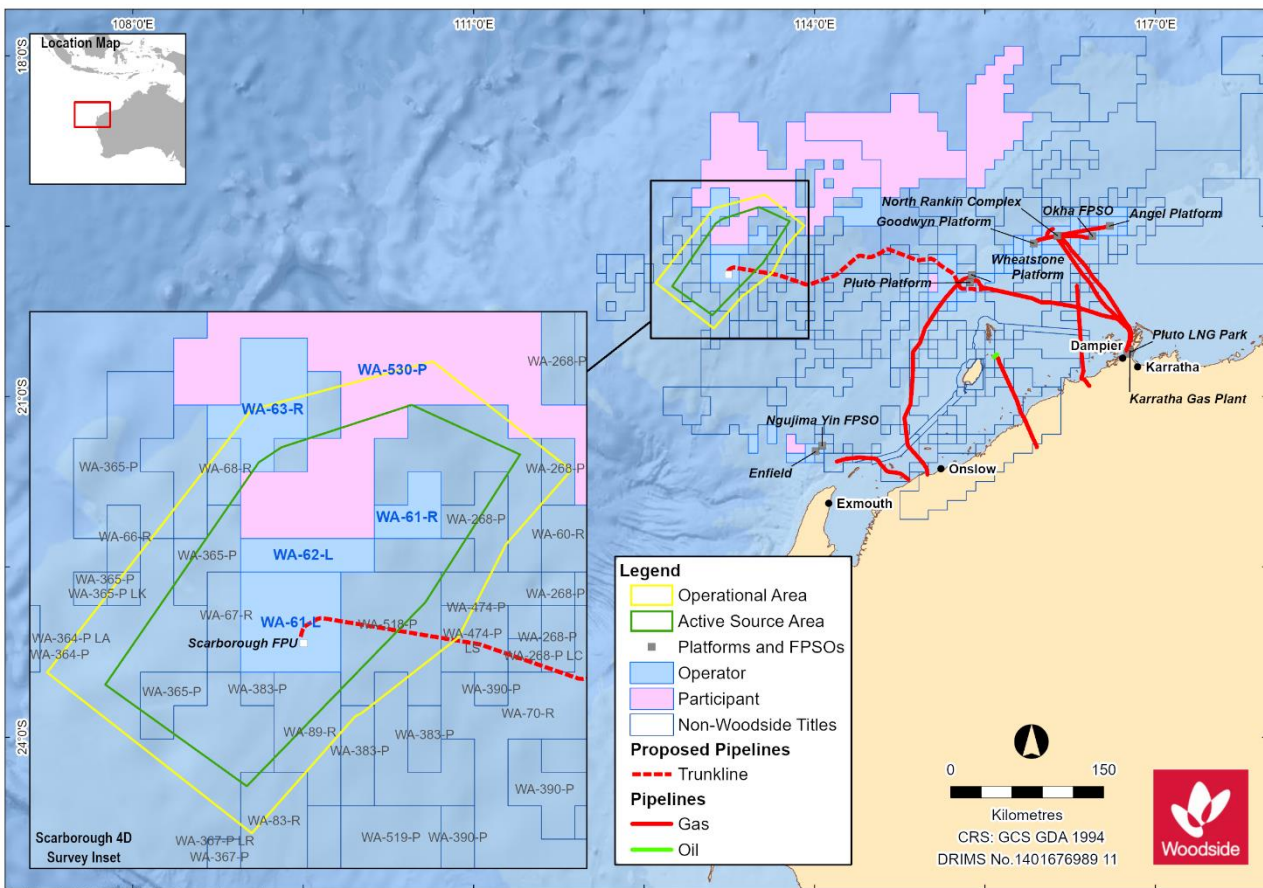 108°0'E
111°0'E
114°0'E
117°0'E
18°0'S
21°0'S
24°0'S
Location Map
North Rankin Complex
Okha FPSO
Angel Platform
Goodwyn Platform
Wheatstone
Platform
Pluto Platform
Pluto LNG Park
Dampier
Karratha
Karratha Gas Plant
Ngujima Yin FPSO
Enfield
Onslow
Exmouth
WA-530-P
WA-268-P
WA-63-R
WA-365-P
WA-68-R
WA-268-P
WA-61-R
WA-268-P
WA-66-R
WA-60-R
WA-365-P
WA-62-L
WA-365-P
WA-365-P LK
WA-268-P
WA-67-R
WA-61-L
WA-518-P
WA-474-P
WA-364-P LA
WA-364-P
Scarborough FPU
WA-474-P
LS
WA-268-P
WA-268-P LC
WA-365-P
WA-383-P
WA-390-P
WA-70-R
WA-89-R
WA-383-P
WA-383-P
WA-390-P
WA-83-R
WA-367-P LR
WA-367-P
WA-519-P
WA-390-P
Scarborough 4D
Survey Inset
Legend
Operational Area
Active Source Area
Platforms and FPSOs
Operator
Participant
Non-Woodside Titles
Proposed Pipelines
Trunkline
Pipelines
Gas
Oil
0
150
Kilometres
CRS: GCS GDA 1994
DRIMS No.1401676989 11
Woodside